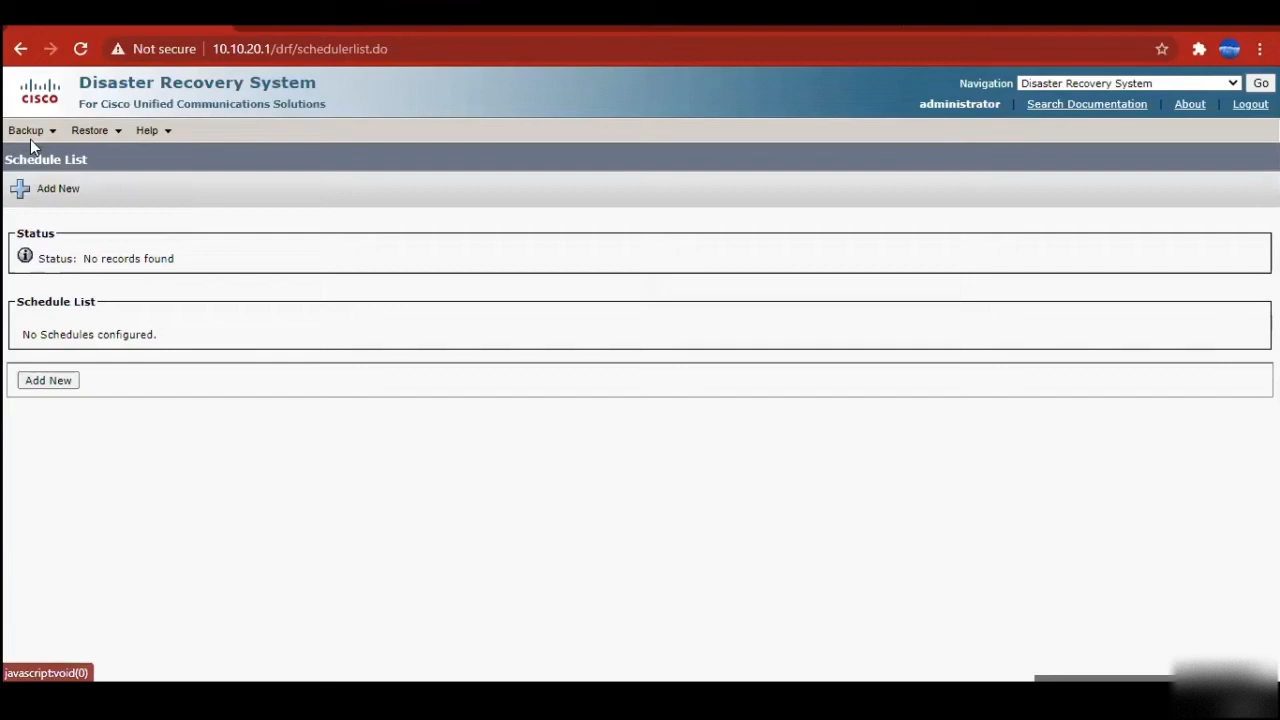 Not secure 10.10.20.1/drf/schedulerlist.do
CISCO
Disaster Recovery System
For Cisco Unified Communications Solutions
Navigation Disaster Recovery System Go
administrator | Search Documentation | About | Logout
Backup Restore Help
Schedule List
Add New
Status
Status: No records found
Schedule List
No Schedules configured.
Add New
javascript:void(0)